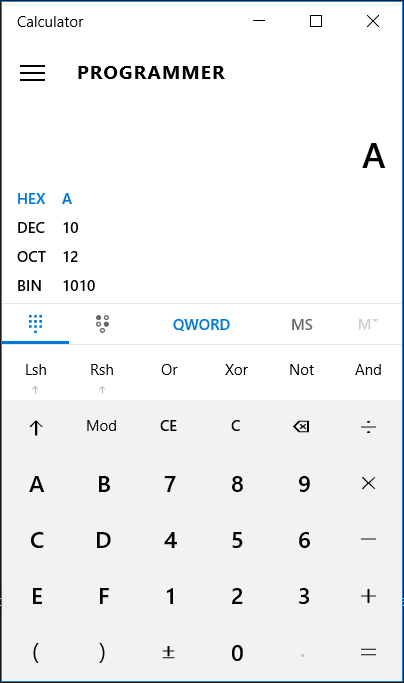 Calculator
PROGRAMMER
A
HEX A
DEC 10
OCT 12
BIN 1010
QWORD MS M
Lsh Rsh Or Xor Not And
↑ ↑
↑ Mod CE C ÷
A B 7 8 9 ×
C D 4 5 6 −
E F 1 2 3 +
( ) ± 0 . =